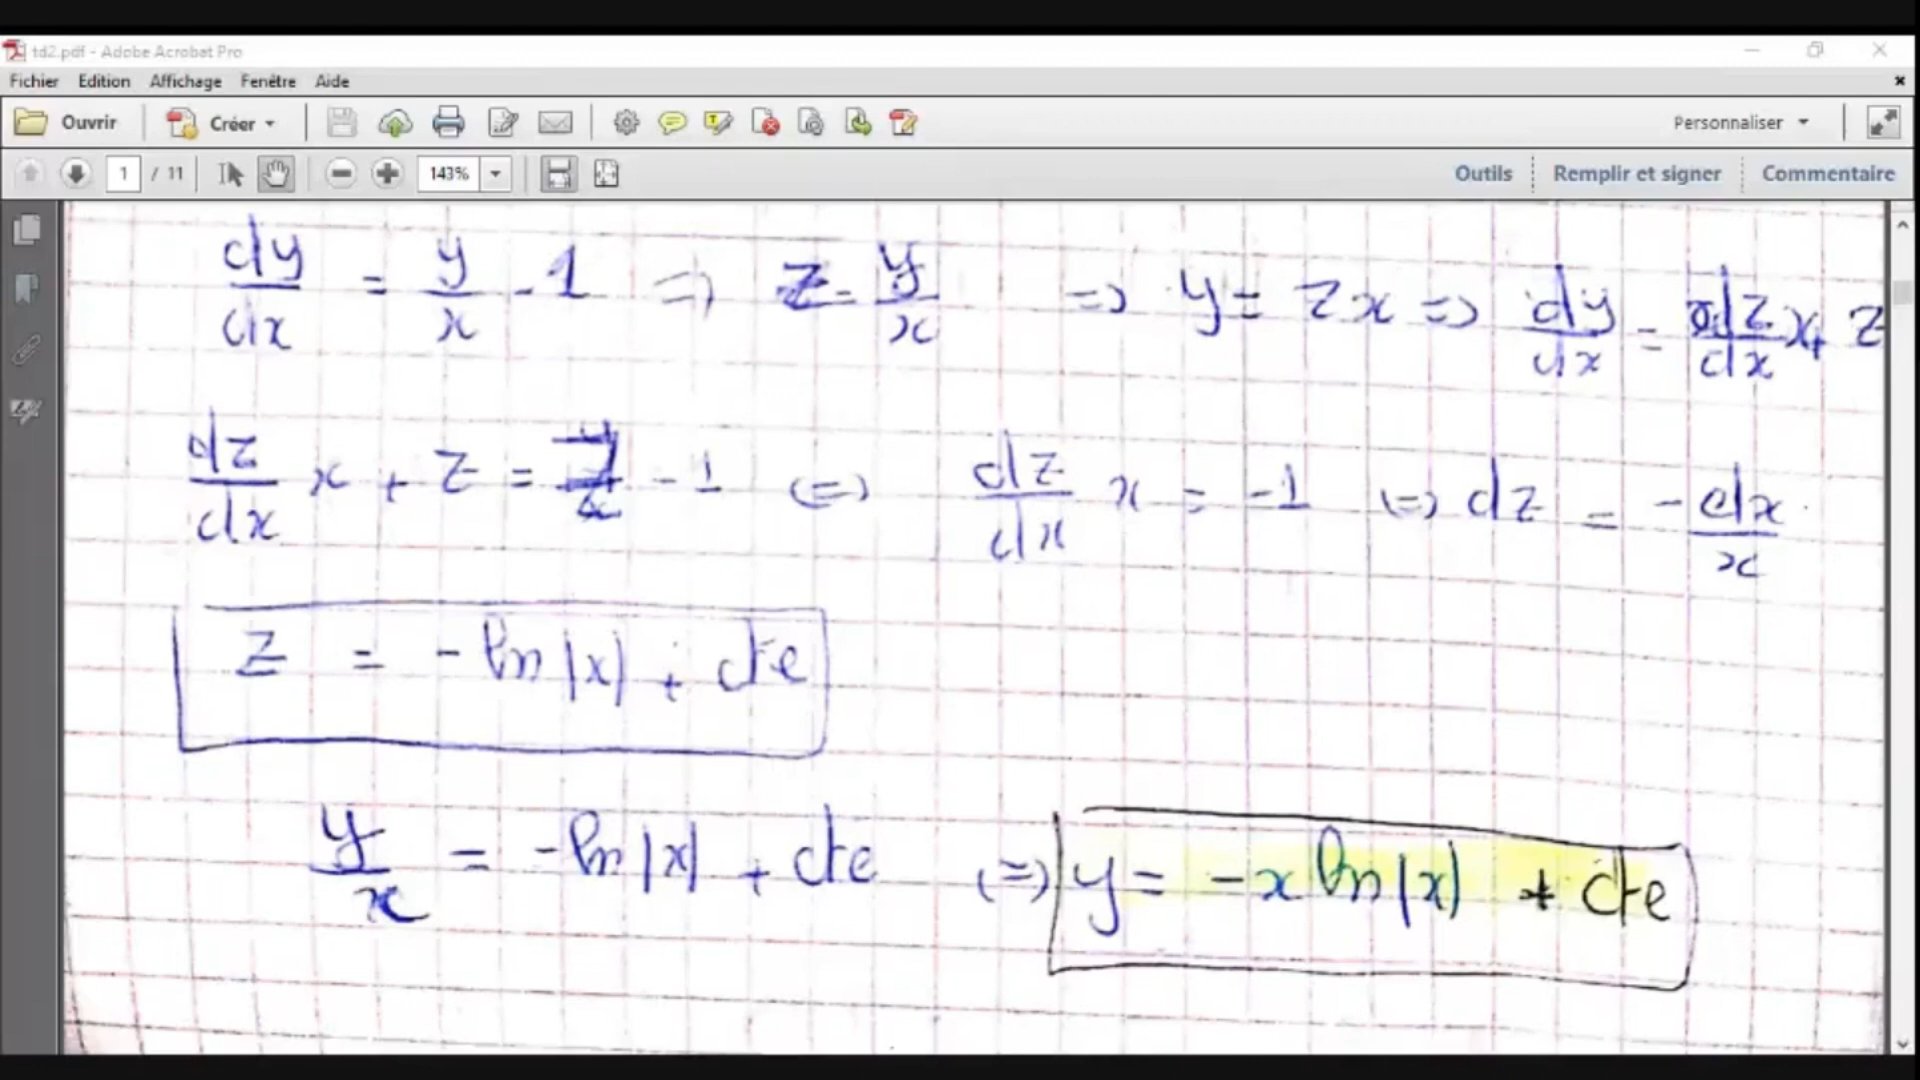 td2.pdf - Adobe Acrobat Pro
Fichier Edition Affichage Fenêtre Aide
Ouvrir Créer Personnaliser
1 / 11 143% Outils Remplir et signer Commentaire
dy/dx = y/x - 1 => z = y/x => y = zx => dy/dx = dz/dx x + z
dz/dx x + z = y/x - 1 <=> dz/dx x = -1 <=> dz = -dx/x
z = - ln|x| + cte
y/x = - ln|x| + cte <=> y = - x ln|x| + cte